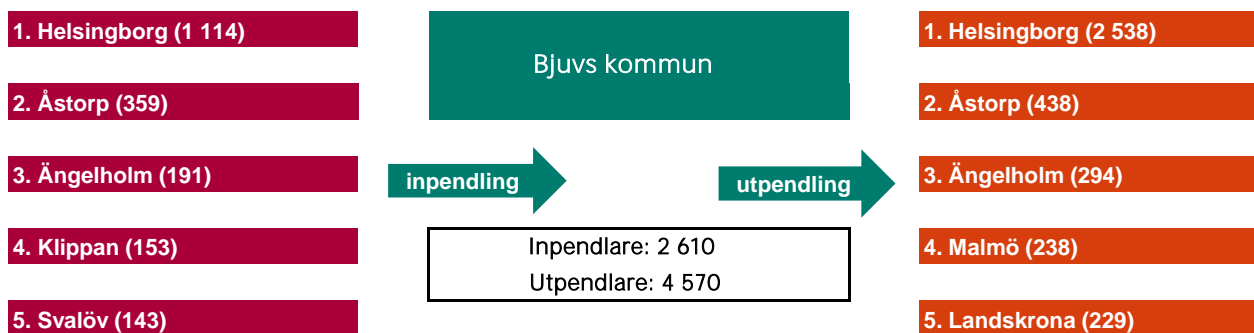 1. Helsingborg (1 114)
2. Åstorp (359)
3. Ängelholm (191)
4. Klippan (153)
5. Svalöv (143)
Bjuvs kommun
inpendling
utpendling
Inpendlare: 2 610
Utpendlare: 4 570
1. Helsingborg (2 538)
2. Åstorp (438)
3. Ängelholm (294)
4. Malmö (238)
5. Landskrona (229)